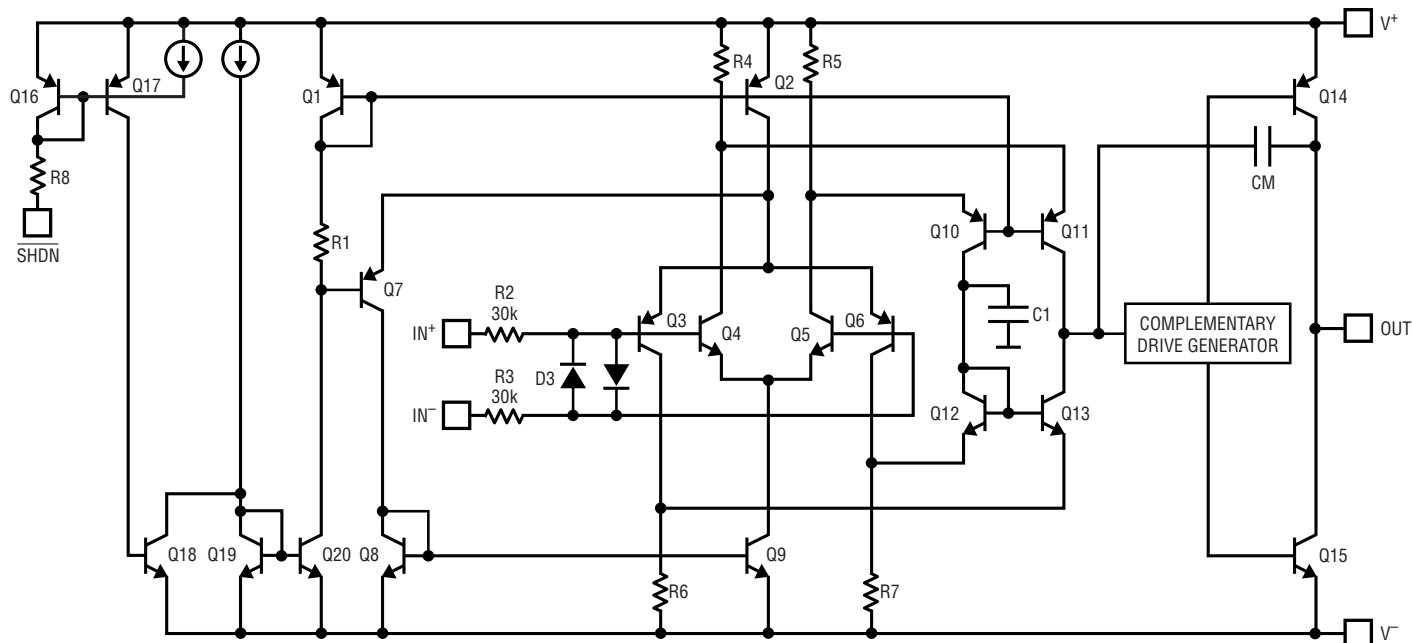 V+
R4
Q2
R5
Q16
Q17
Q1
Q14
R8
CM
SHDN
R1
Q10
Q11
Q7
R2
30k
Q3
Q4
Q5
Q6
C1
IN+
COMPLEMENTARY
DRIVE GENERATOR
OUT
D3
R3
30k
IN−
Q12
Q13
Q18
Q19
Q20
Q8
Q9
Q15
R6
R7
V−